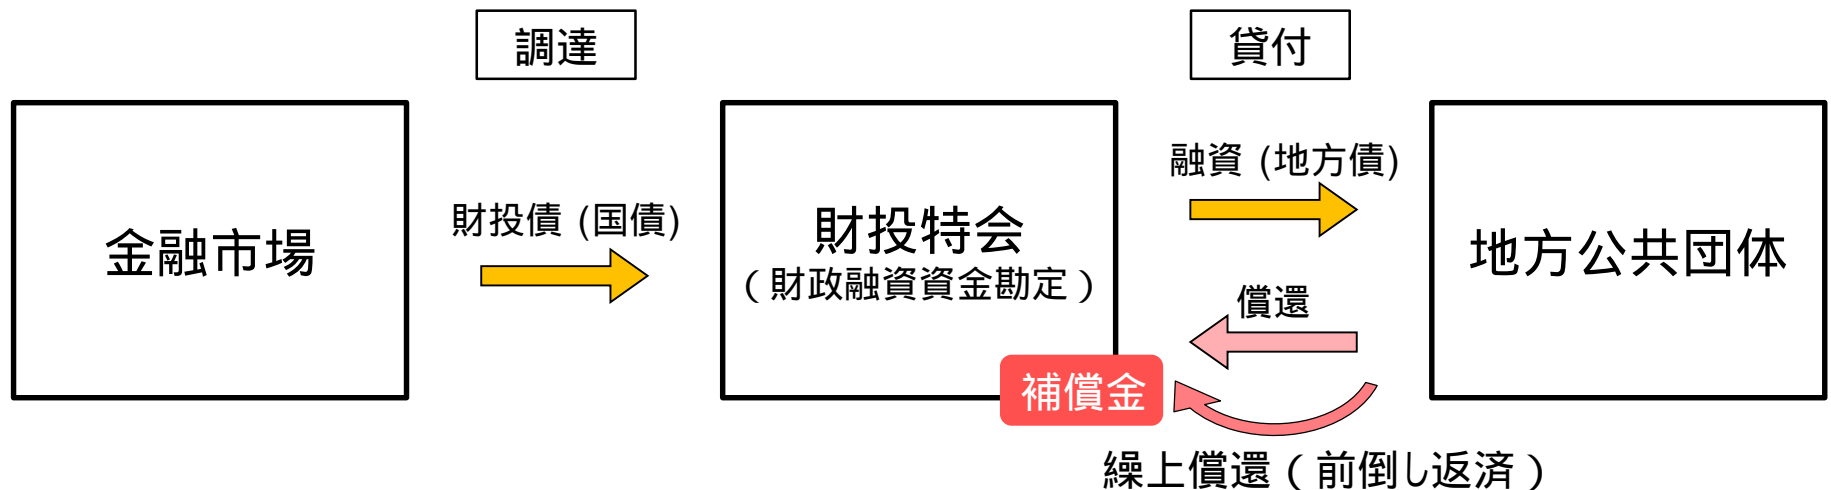 調達
貸付
金融市場
財投債 (国債)
財投特会
(財政融資資金勘定)
融資 (地方債)
償還
地方公共団体
補償金
繰上償還(前倒し返済)